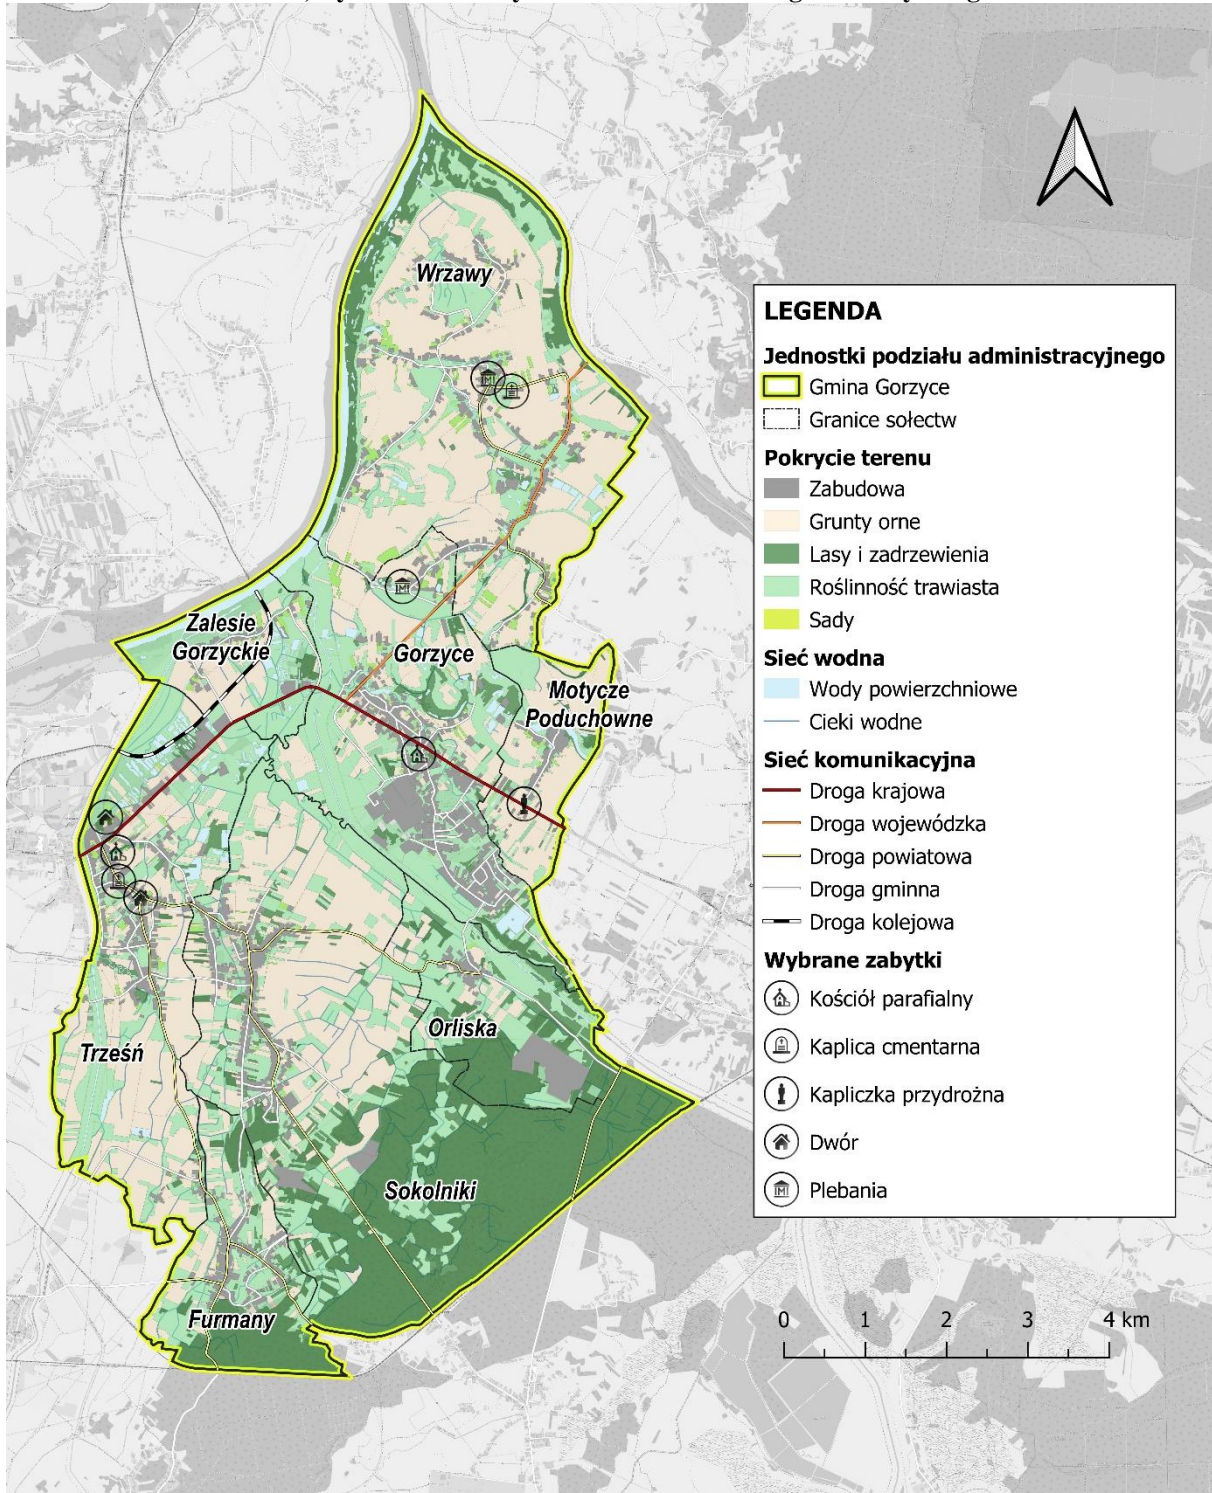 Wrzawy
Zalesie
Gorzyckie
Gorzyce
Motycze
Poduchowne
Orliska
Trześń
Sokolniki
Furmany
LEGENDA
Jednostki podziału administracyjnego
Gmina Gorzyce
Granice sołectw
Pokrycie terenu
Zabudowa
Grunty orne
Lasy i zadrzewienia
Roślinność trawiasta
Sady
Sieć wodna
Wody powierzchniowe
Cieki wodne
Sieć komunikacyjna
Droga krajowa
Droga wojewódzka
Droga powiatowa
Droga gminna
Droga kolejowa
Wybrane zabytki
Kościół parafialny
Kaplica cmentarna
Kapliczka przydrożna
Dwór
Plebania
0 1 2 3 4 km